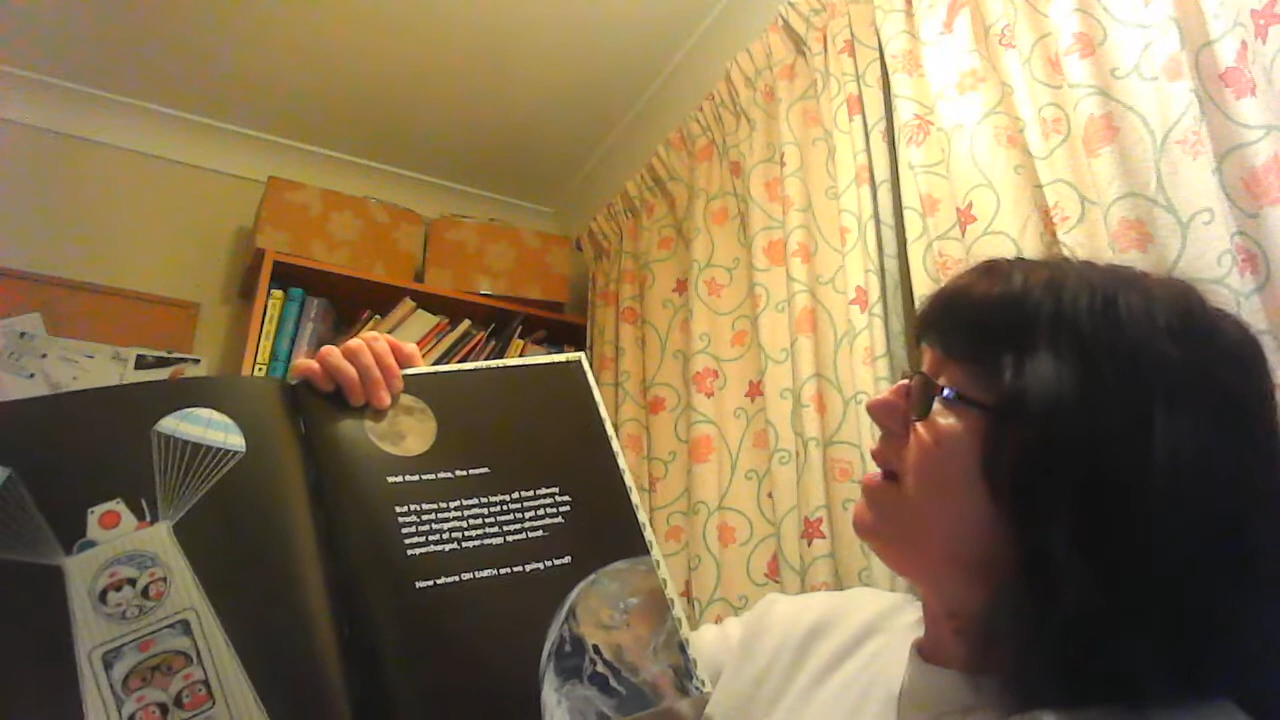 Well that was nice, the moon.
But it's time to get back to laying all that railway
track, and maybe putting out a few mountain fires,
and not forgetting that we need to get all the sea
water out of my super-fast, super-streamlined,
supercharged, super-soggy speed boat...
Now where ON EARTH are we going to land?